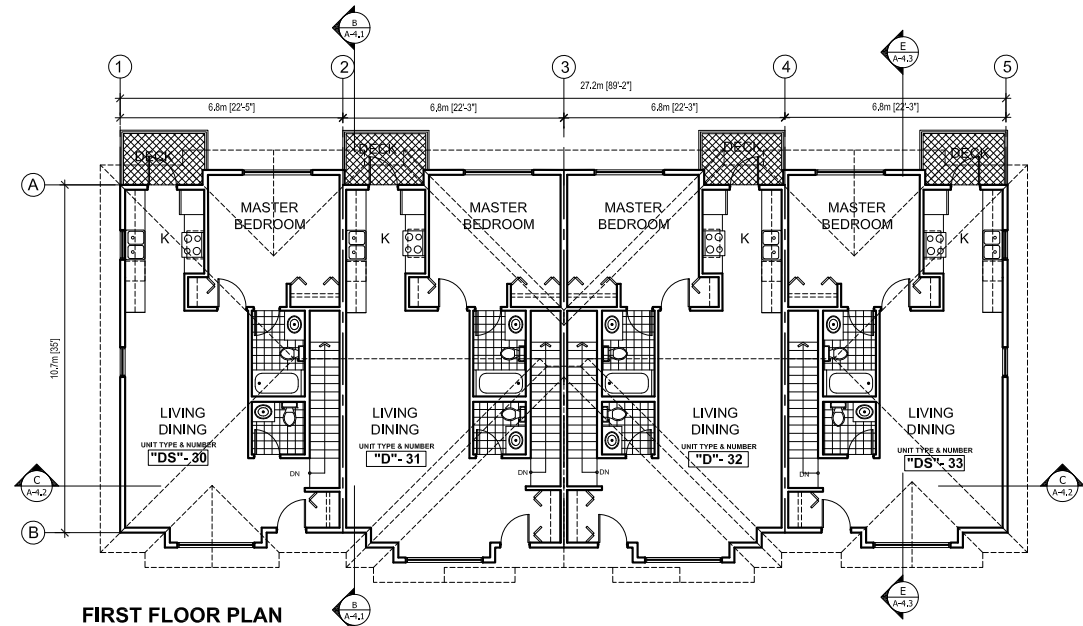 B
A-4.1
E
A-4.3
1
2
3
4
5
27.2m [89'-2"]
6.8m [22'-5"]
6.8m [22'-3"]
6.8m [22'-3"]
6.8m [22'-3"]
DECK
DECK
DECK
DECK
A
MASTER
BEDROOM
MASTER
BEDROOM
MASTER
BEDROOM
MASTER
BEDROOM
K
K
K
K
10.7m [35']
LIVING
DINING
UNIT TYPE & NUMBER
"DS"- 30
LIVING
DINING
UNIT TYPE & NUMBER
"D"- 31
LIVING
DINING
UNIT TYPE & NUMBER
"D"- 32
LIVING
DINING
UNIT TYPE & NUMBER
"DS"- 33
DN
DN
DN
DN
C
A-4.2
C
A-4.2
B
B
A-4.1
E
A-4.3
FIRST FLOOR PLAN